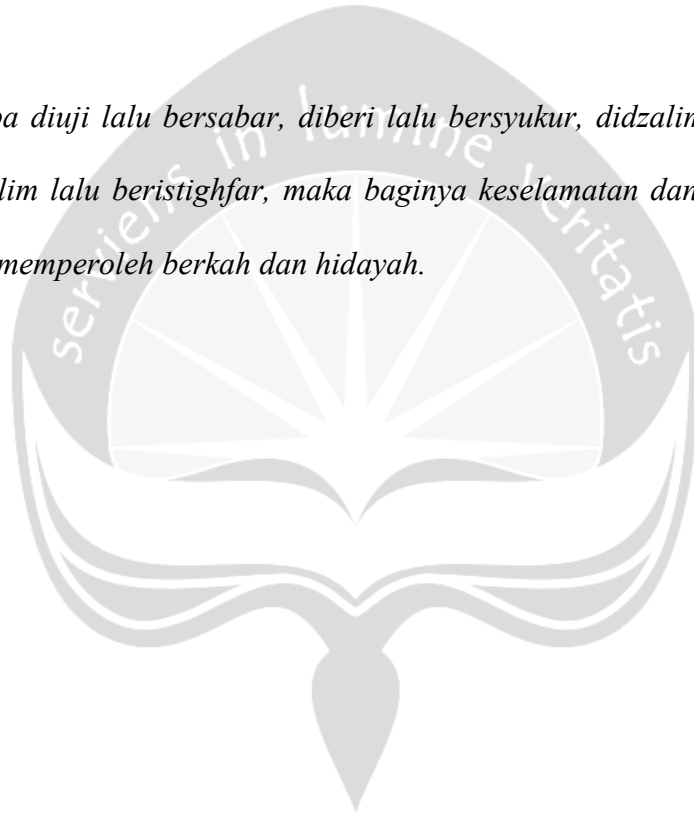 diuji lalu bersabar, diberi lalu bersyukur, didzalim
lalu beristighfar, maka baginya keselamatan dan
memperoleh berkah dan hidayah.
serviens in lumine veritatis